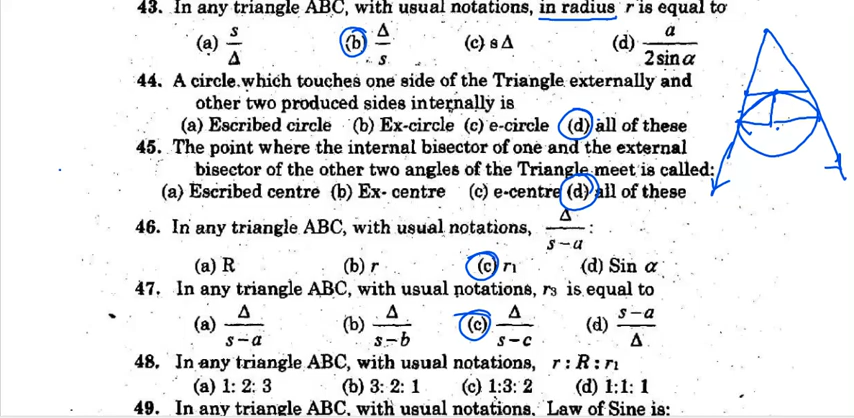 43. In any triangle ABC, with usual notations, in radius r is equal to
(a) s/Δ (b) Δ/s (c) s Δ (d) a/2 sin α
44. A circle which touches one side of the Triangle externally and
other two produced sides internally is
(a) Escribed circle (b) Ex-circle (c) e-circle (d) all of these
45. The point where the internal bisector of one and the external
bisector of the other two angles of the Triangle meet is called:
(a) Escribed centre (b) Ex- centre (c) e-centre (d) all of these
46. In any triangle ABC, with usual notations, Δ/s-a :
(a) R (b) r (c) r1 (d) Sin α
47. In any triangle ABC, with usual notations, r3 is equal to
(a) Δ/s-a (b) Δ/s-b (c) Δ/s-c (d) s-a/Δ
48. In any triangle ABC, with usual notations, r : R : r1
(a) 1: 2: 3 (b) 3: 2: 1 (c) 1:3: 2 (d) 1:1: 1
49. In any triangle ABC, with usual notations, Law of Sine is: